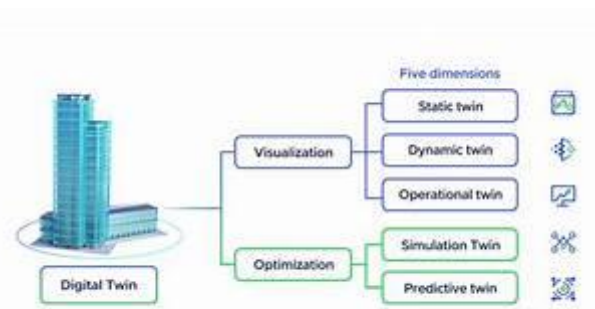 Five dimensions
Static twin
Visualization
Dynamic twin
Operational twin
Optimization
Simulation Twin
Predictive twin
Digital Twin